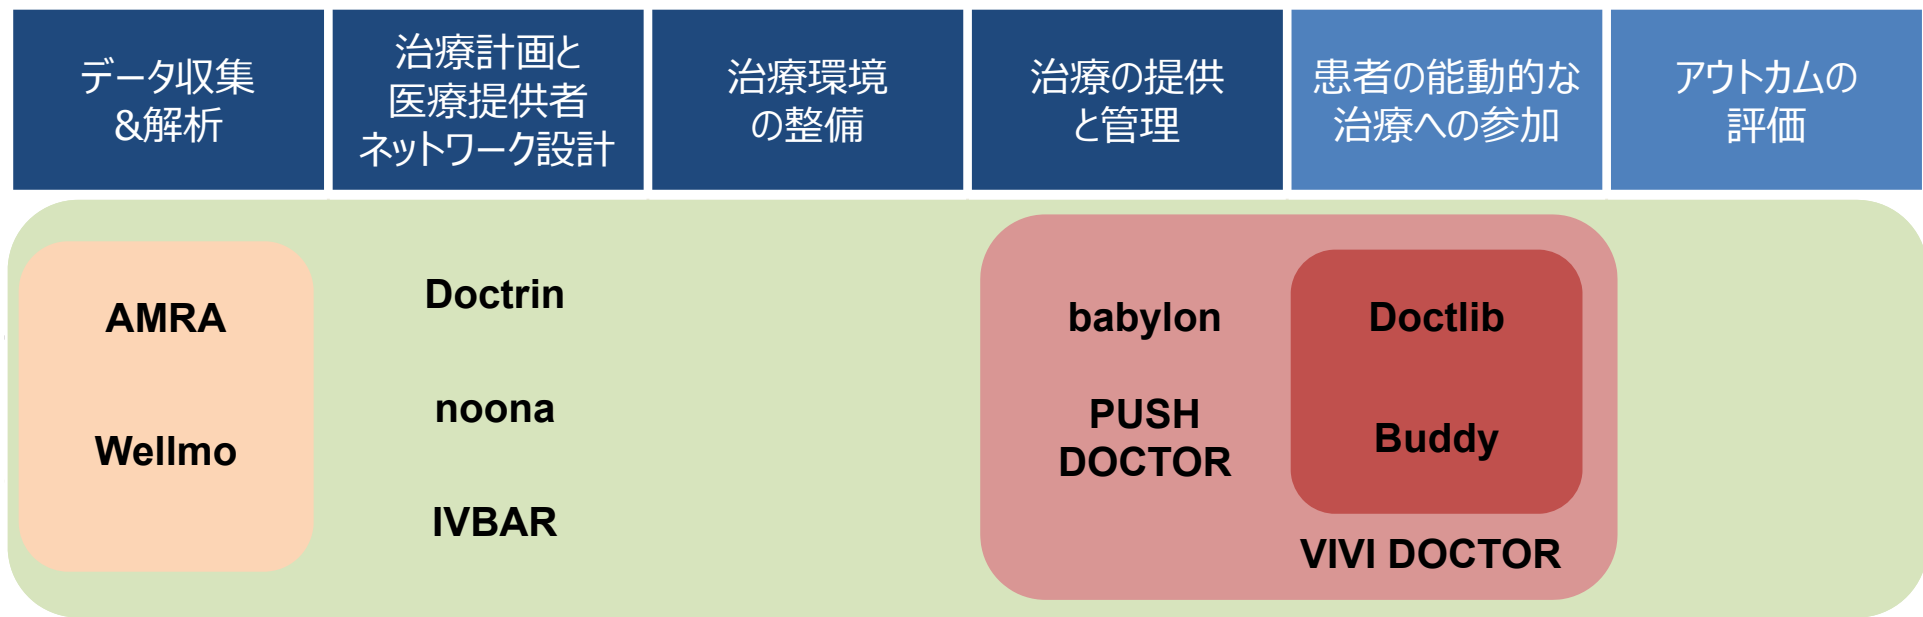 データ収集
&解析
治療計画と
医療提供者
ネットワーク設計
治療環境
の整備
治療の提供
と管理
患者の能動的な
治療への参加
アウトカムの
評価
AMRA
Wellmo
Doctrin
noona
IVBAR
babylon
PUSH
DOCTOR
Doctlib
Buddy
VIVI DOCTOR